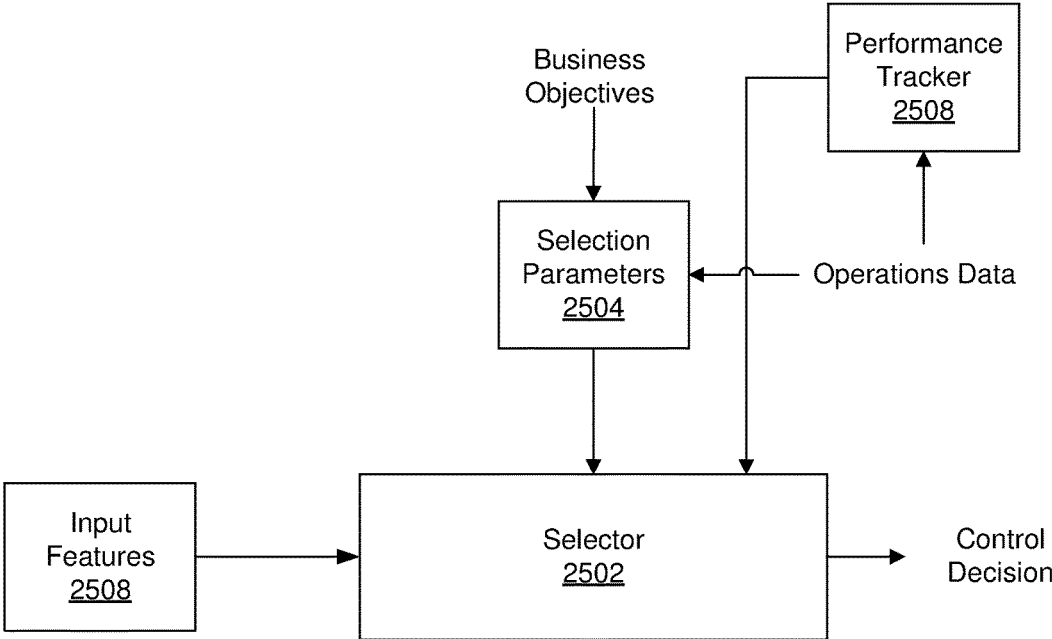 Performance
Tracker
2508
Business
Objectives
Selection
Parameters
2504
Operations Data
Input
Features
2508
Selector
2502
Control
Decision